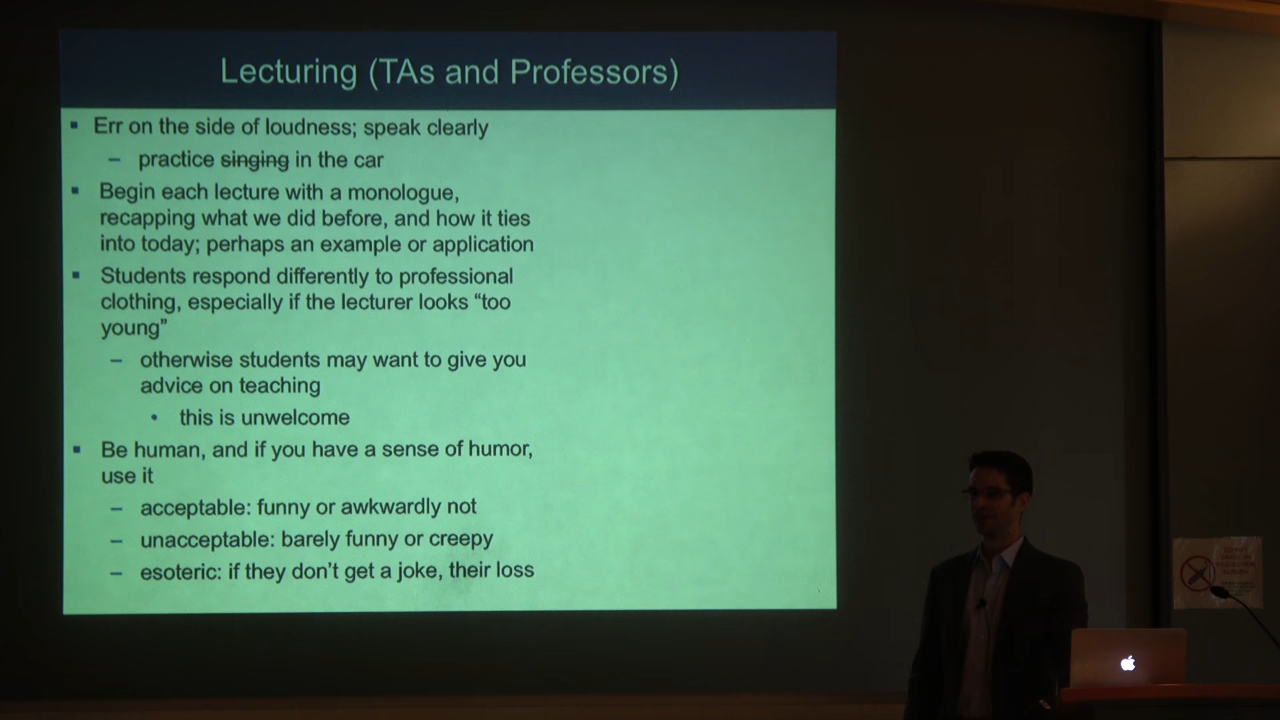 Lecturing (TAs and Professors)
▪ Err on the side of loudness; speak clearly
– practice singing in the car
▪ Begin each lecture with a monologue,
recapping what we did before, and how it ties
into today; perhaps an example or application
▪ Students respond differently to professional
clothing, especially if the lecturer looks “too
young”
– otherwise students may want to give you
advice on teaching
• this is unwelcome
▪ Be human, and if you have a sense of humor,
use it
– acceptable: funny or awkwardly not
– unacceptable: barely funny or creepy
– esoteric: if they don’t get a joke, their loss